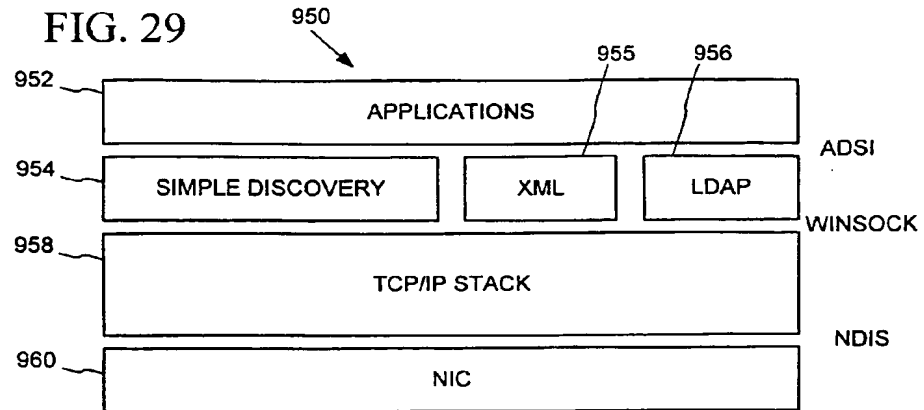 FIG. 29
950
955
956
952
APPLICATIONS
ADSI
954
SIMPLE DISCOVERY
XML
LDAP
WINSOCK
958
TCP/IP STACK
NDIS
960
NIC